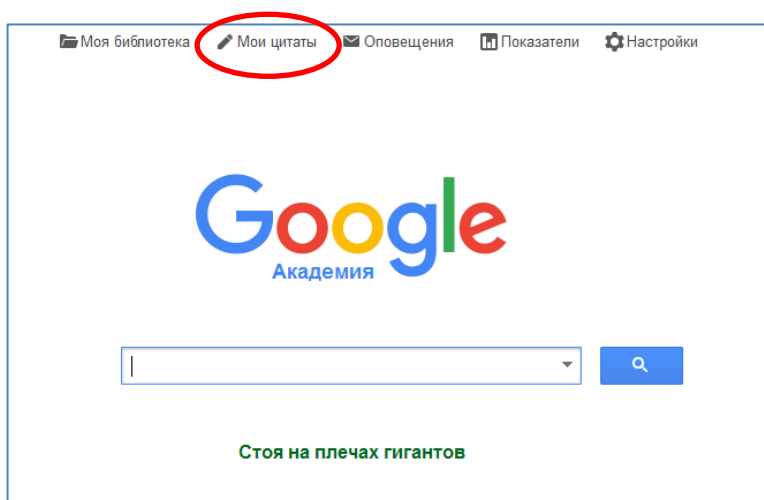 Моя библиотека Мои цитаты Оповещения Показатели Настройки
Google
Академия
Стоя на плечах гигантов